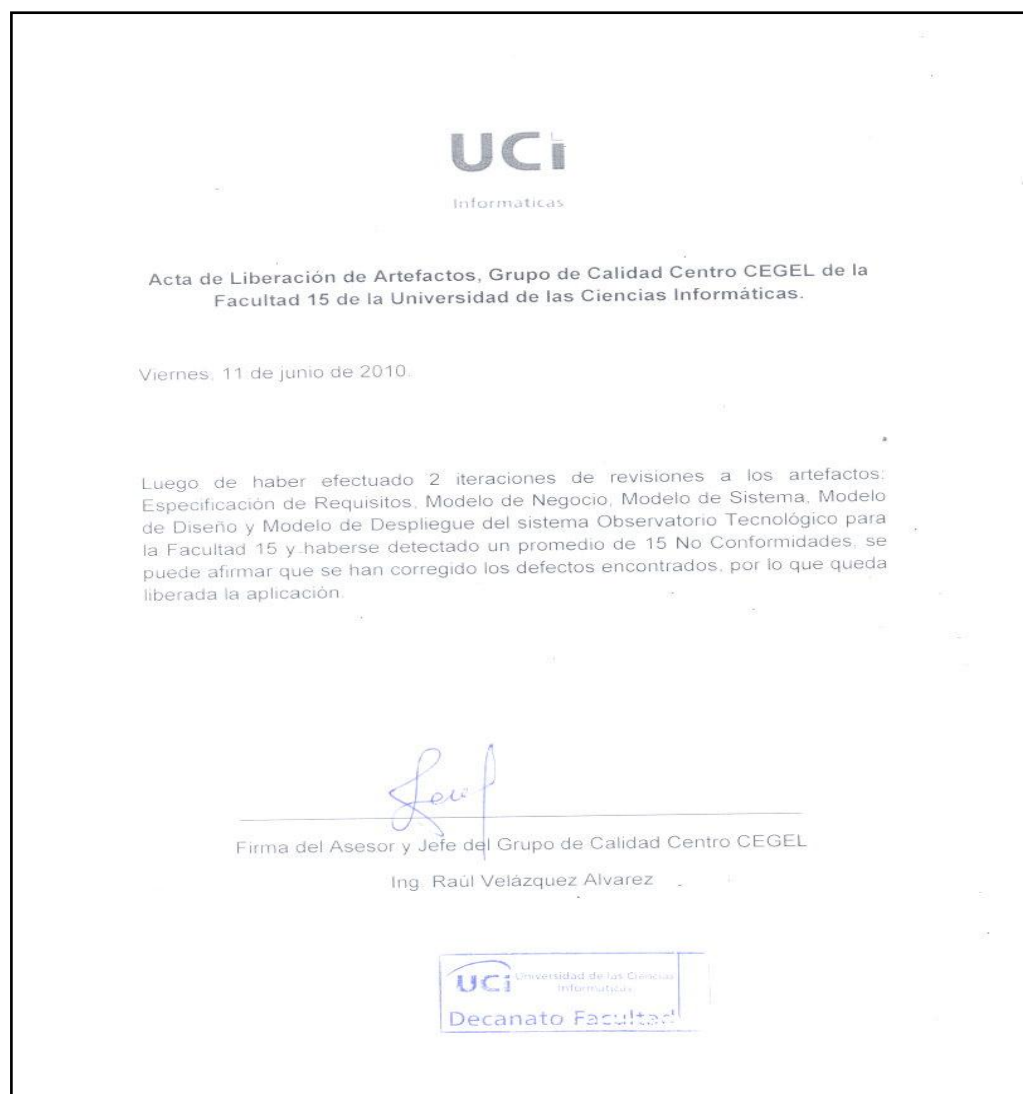 UCi
Informáticas
Acta de Liberación de Artefactos, Grupo de Calidad Centro CEGEL de la
Facultad 15 de la Universidad de las Ciencias Informáticas.
Viernes, 11 de junio de 2010.
Luego de haber efectuado 2 iteraciones de revisiones a los artefactos:
Especificación de Requisitos, Modelo de Negocio, Modelo de Sistema, Modelo
de Diseño y Modelo de Despliegue del sistema Observatorio Tecnológico para
la Facultad 15 y haberse detectado un promedio de 15 No Conformidades, se
puede afirmar que se han corregido los defectos encontrados, por lo que queda
liberada la aplicación.
Firma del Asesor y Jefe del Grupo de Calidad Centro CEGEL
Ing. Raúl Velázquez Alvarez
UCi Universidad de las Ciencias
Informáticas
Decanato Facultad